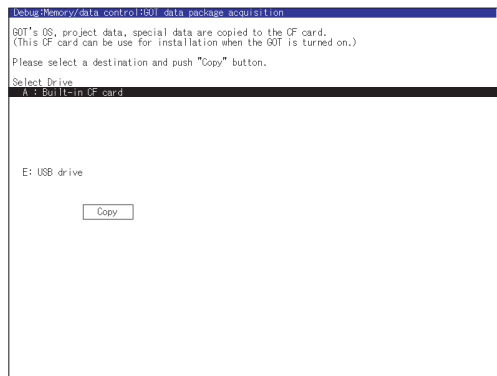 Debug:Memory/data control:GOT data package acquisition
GOT's OS, project data, special data are copied to the CF card.
(This CF card can be use for installation when the GOT is turned on.)
Please select a destination and push "Copy" button.
Select Drive
A : Built-in CF card
E: USB drive
Copy